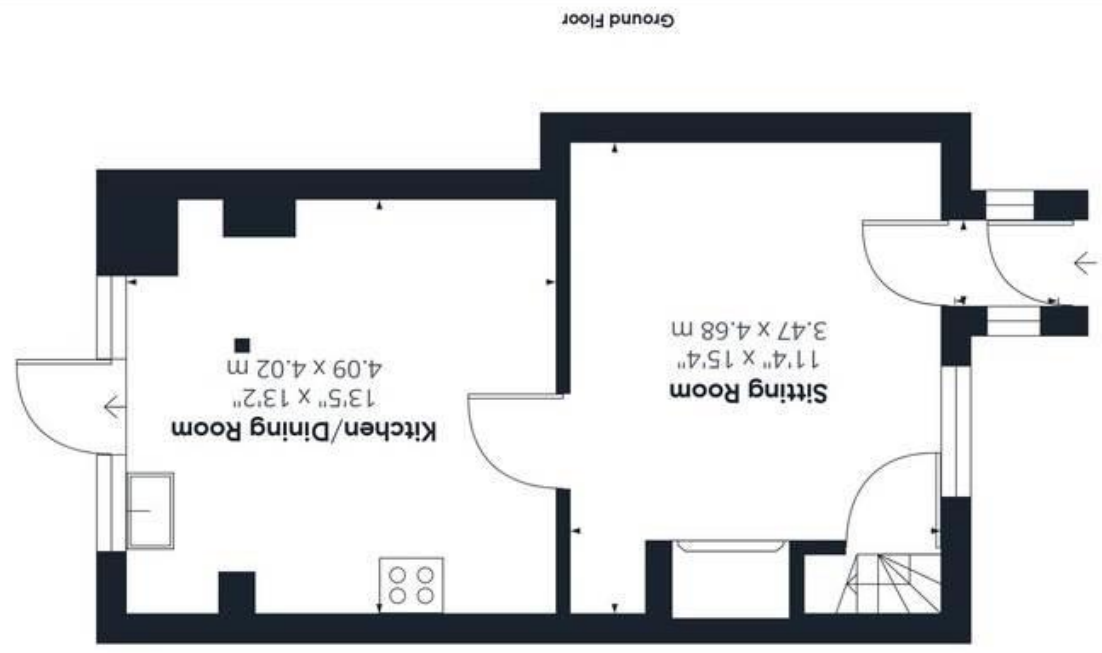 Sitting Room
11'4" x 15'4"
3.47 x 4.68 m
Kitchen/Dining Room
13'5" x 13'2"
4.09 x 4.02 m
Ground Floor